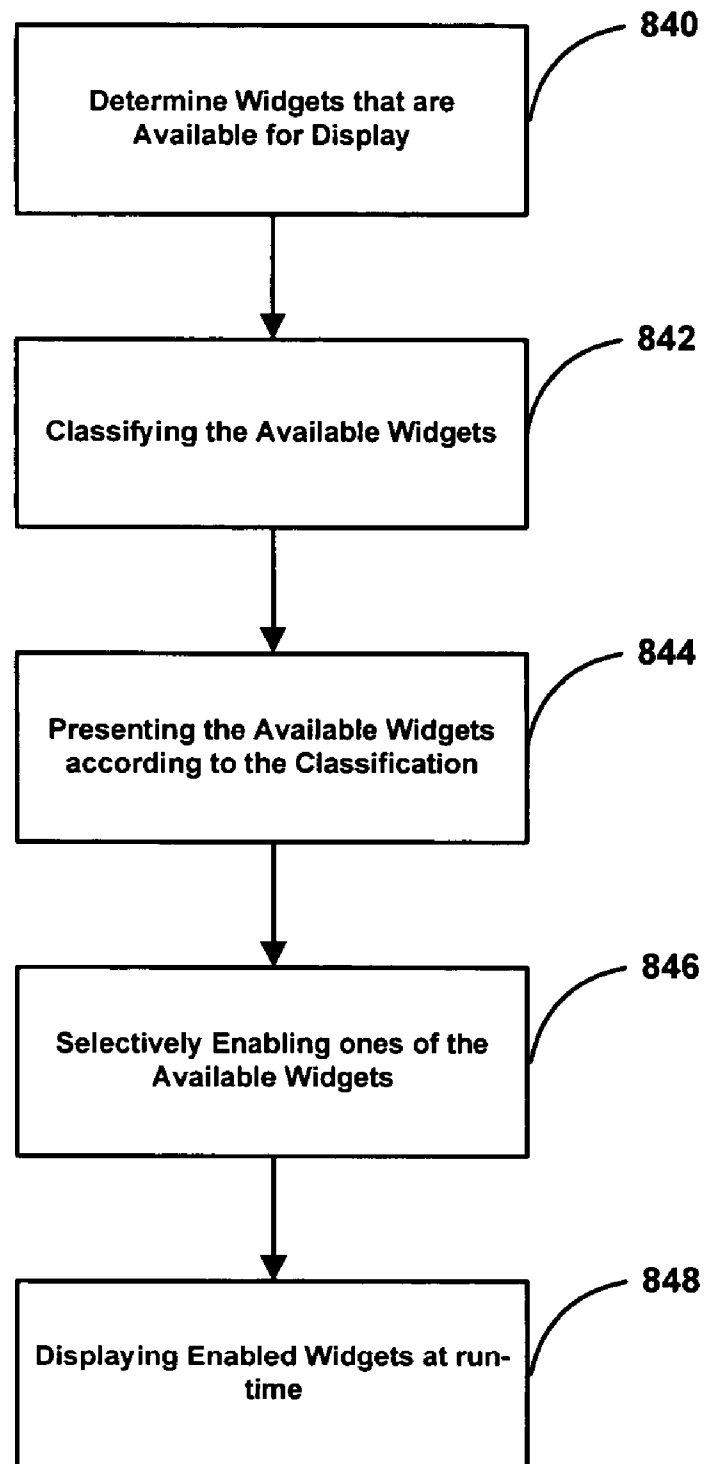 840
Determine Widgets that are
Available for Display
842
Classifying the Available Widgets
844
Presenting the Available Widgets
according to the Classification
846
Selectively Enabling ones of the
Available Widgets
848
Displaying Enabled Widgets at run-
time